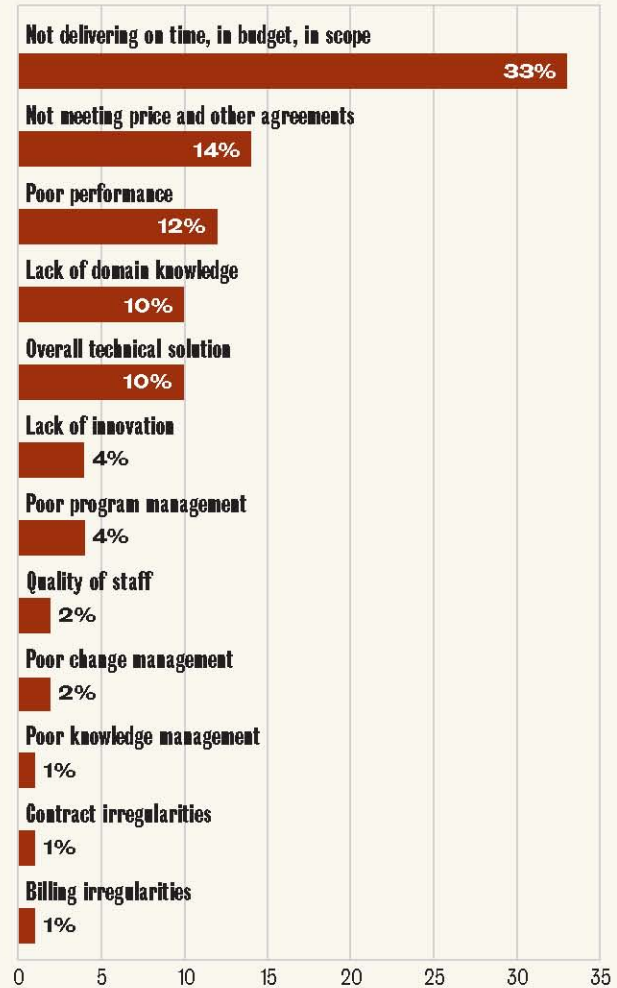 Not delivering on time, in budget, in scope
33%
Not meeting price and other agreements
14%
Poor performance
12%
Lack of domain knowledge
10%
Overall technical solution
10%
Lack of innovation
4%
Poor program management
4%
Quality of staff
2%
Poor change management
2%
Poor knowledge management
1%
Contract irregularities
1%
Billing irregularities
1%
0 5 10 15 20 25 30 35